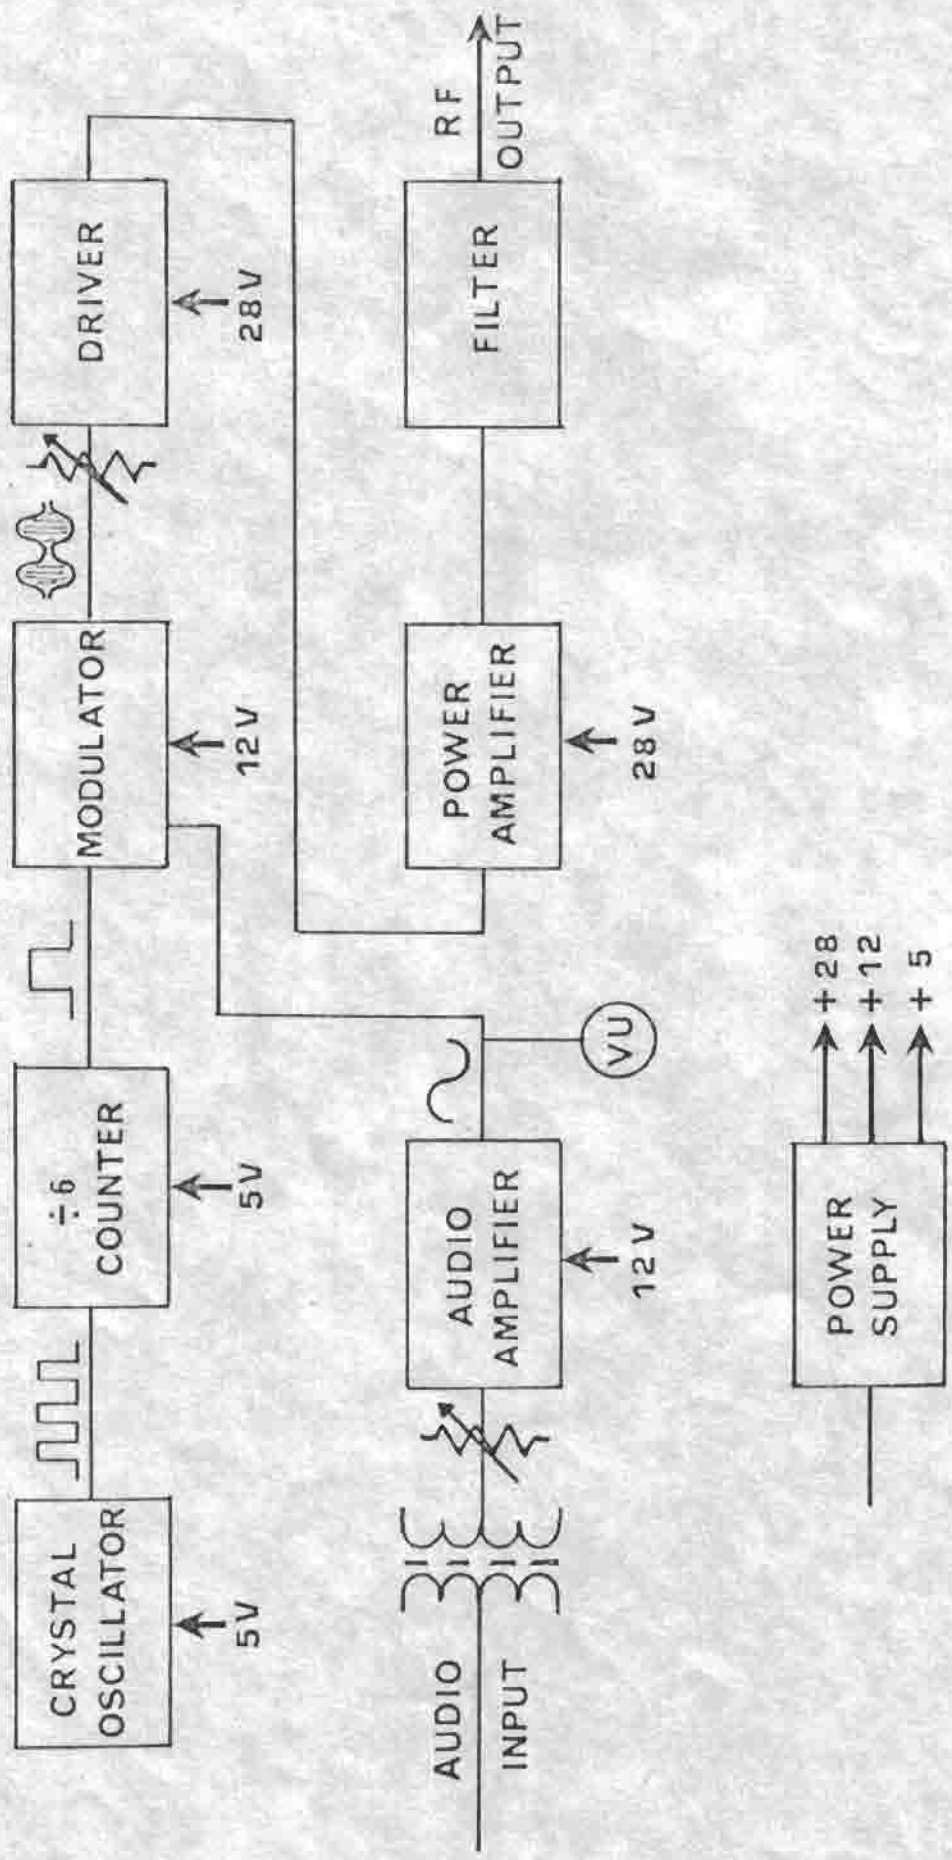 CRYSTAL
OSCILLATOR
5V
÷6
COUNTER
5V
MODULATOR
12V
DRIVER
28V
AUDIO
INPUT
AUDIO
AMPLIFIER
12V
VU
POWER
AMPLIFIER
28V
FILTER
RF
OUTPUT
POWER
SUPPLY
+28
+12
+5